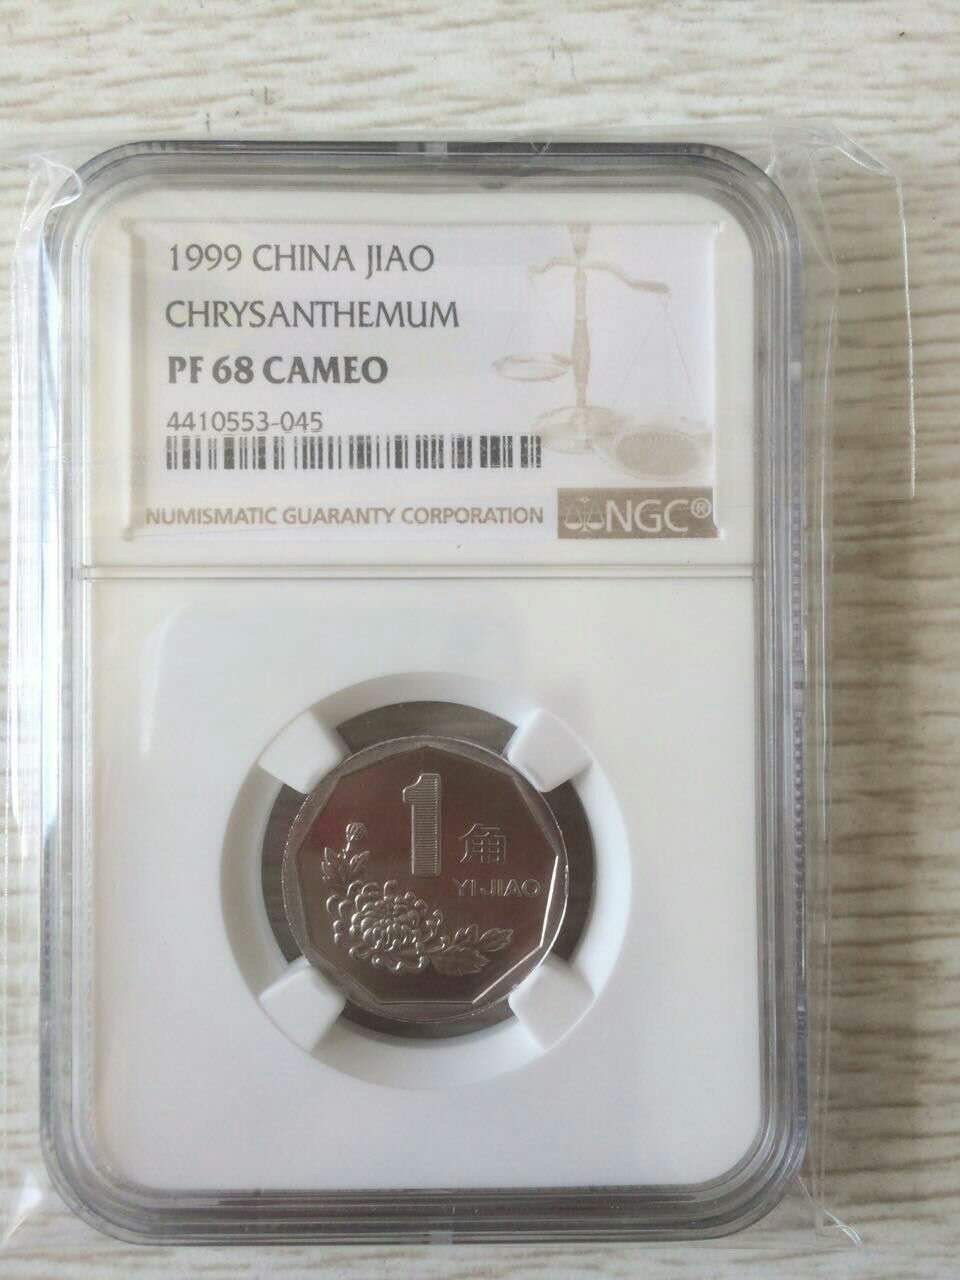 1999 CHINA JIAO
CHRYSANTHEMUM
PF 68 CAMEO
4410553-045
NUMISMATIC GUARANTY CORPORATION NGC®
1角
YI JIAO